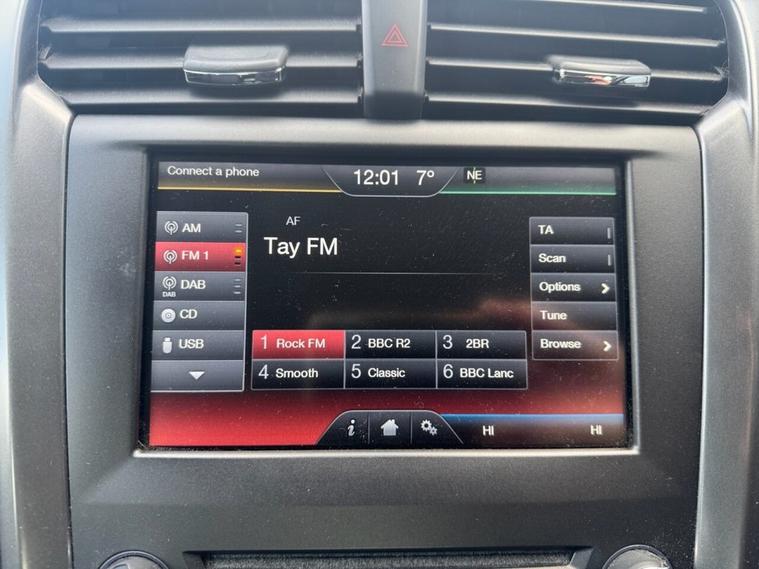 Connect a phone
12:01 7° NE
AM
FM 1
DAB
DAB
CD
USB
AF
Tay FM
1 Rock FM
2 BBC R2
3 2BR
4 Smooth
5 Classic
6 BBC Lanc
TA
Scan
Options
Tune
Browse
i
HI
HI